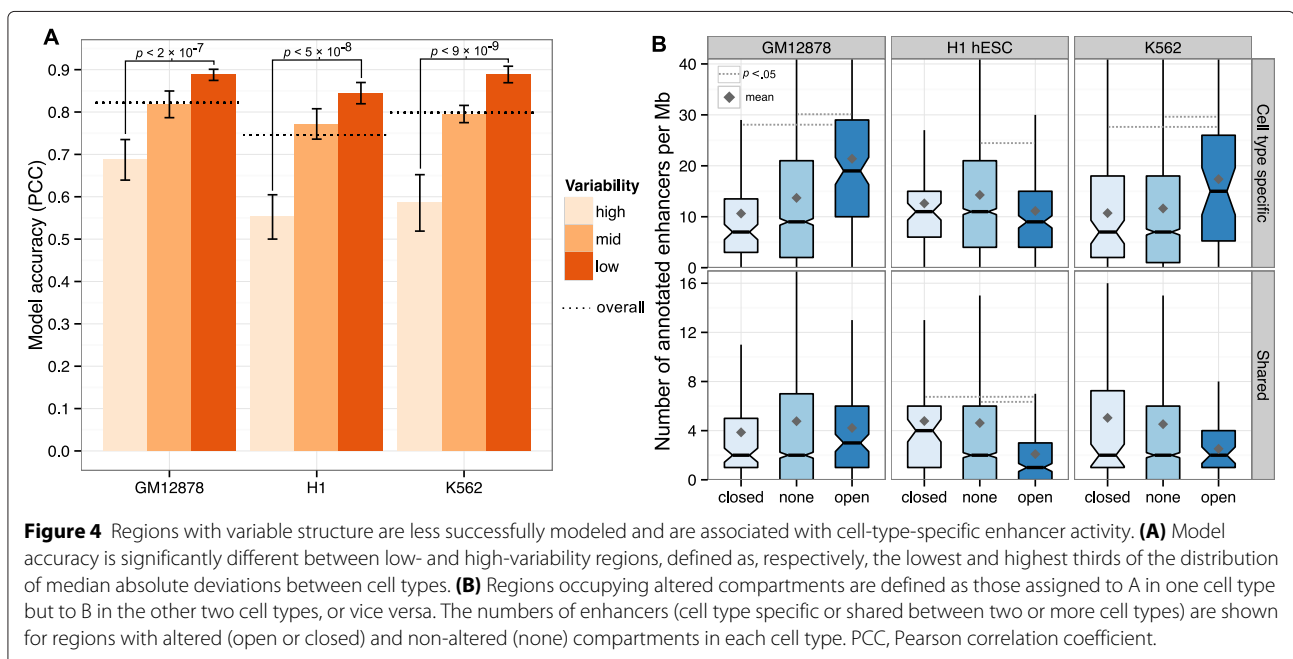 A
p < 2 × 10⁻⁷
p < 5 × 10⁻⁸
p < 9 × 10⁻⁹
Model accuracy (PCC)
0.9
0.8
0.7
0.6
0.5
0.4
0.3
0.2
0.1
0.0
GM12878
H1
K562
Variability
high
mid
low
overall
B
GM12878
H1 hESC
K562
Number of annotated enhancers per Mb
40
30
20
10
0
p < .05
mean
Cell type specific
16
12
8
4
0
Shared
closed
none
open
closed
none
open
closed
none
open
Figure 4 Regions with variable structure are less successfully modeled and are associated with cell-type-specific enhancer activity. (A) Model
accuracy is significantly different between low- and high-variability regions, defined as, respectively, the lowest and highest thirds of the distribution
of median absolute deviations between cell types. (B) Regions occupying altered compartments are defined as those assigned to A in one cell type
but to B in the other two cell types, or vice versa. The numbers of enhancers (cell type specific or shared between two or more cell types) are shown
for regions with altered (open or closed) and non-altered (none) compartments in each cell type. PCC, Pearson correlation coefficient.